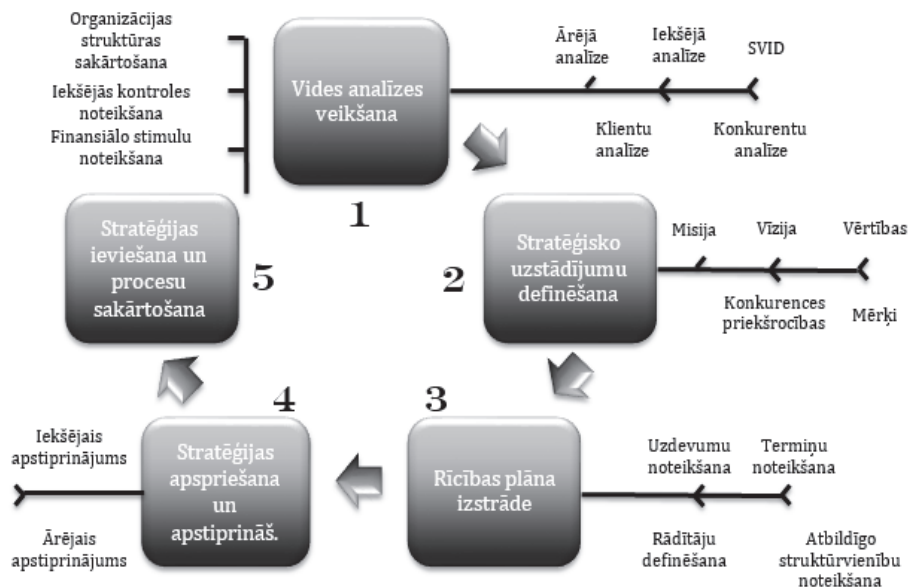 Organizācijas
struktūras
sakārtošana
Iekšējās kontroles
noteikšana
Finansiālo stimulu
noteikšana
Vides analīzes
veikšana
Ārējā
analīze
Iekšējā
analīze
SVID
Klientu
analīze
Konkurentu
analīze
1
Stratēģisko
uzstādījumu
definēšana
2
Misija
Vīzija
Vērtības
Konkurences
priekšrocības
Mērķi
3
Rīcības plāna
izstrāde
Uzdevumu
noteikšana
Termiņu
noteikšana
Rādītāju
definēšana
Atbildīgo
struktūrvienību
noteikšana
4
Stratēģijas
apspriešana
un
apstiprināš.
Iekšējais
apstiprinājums
Ārējais
apstiprinājums
5
Stratēģijas
ieviešana un
procesu
sakārtošana